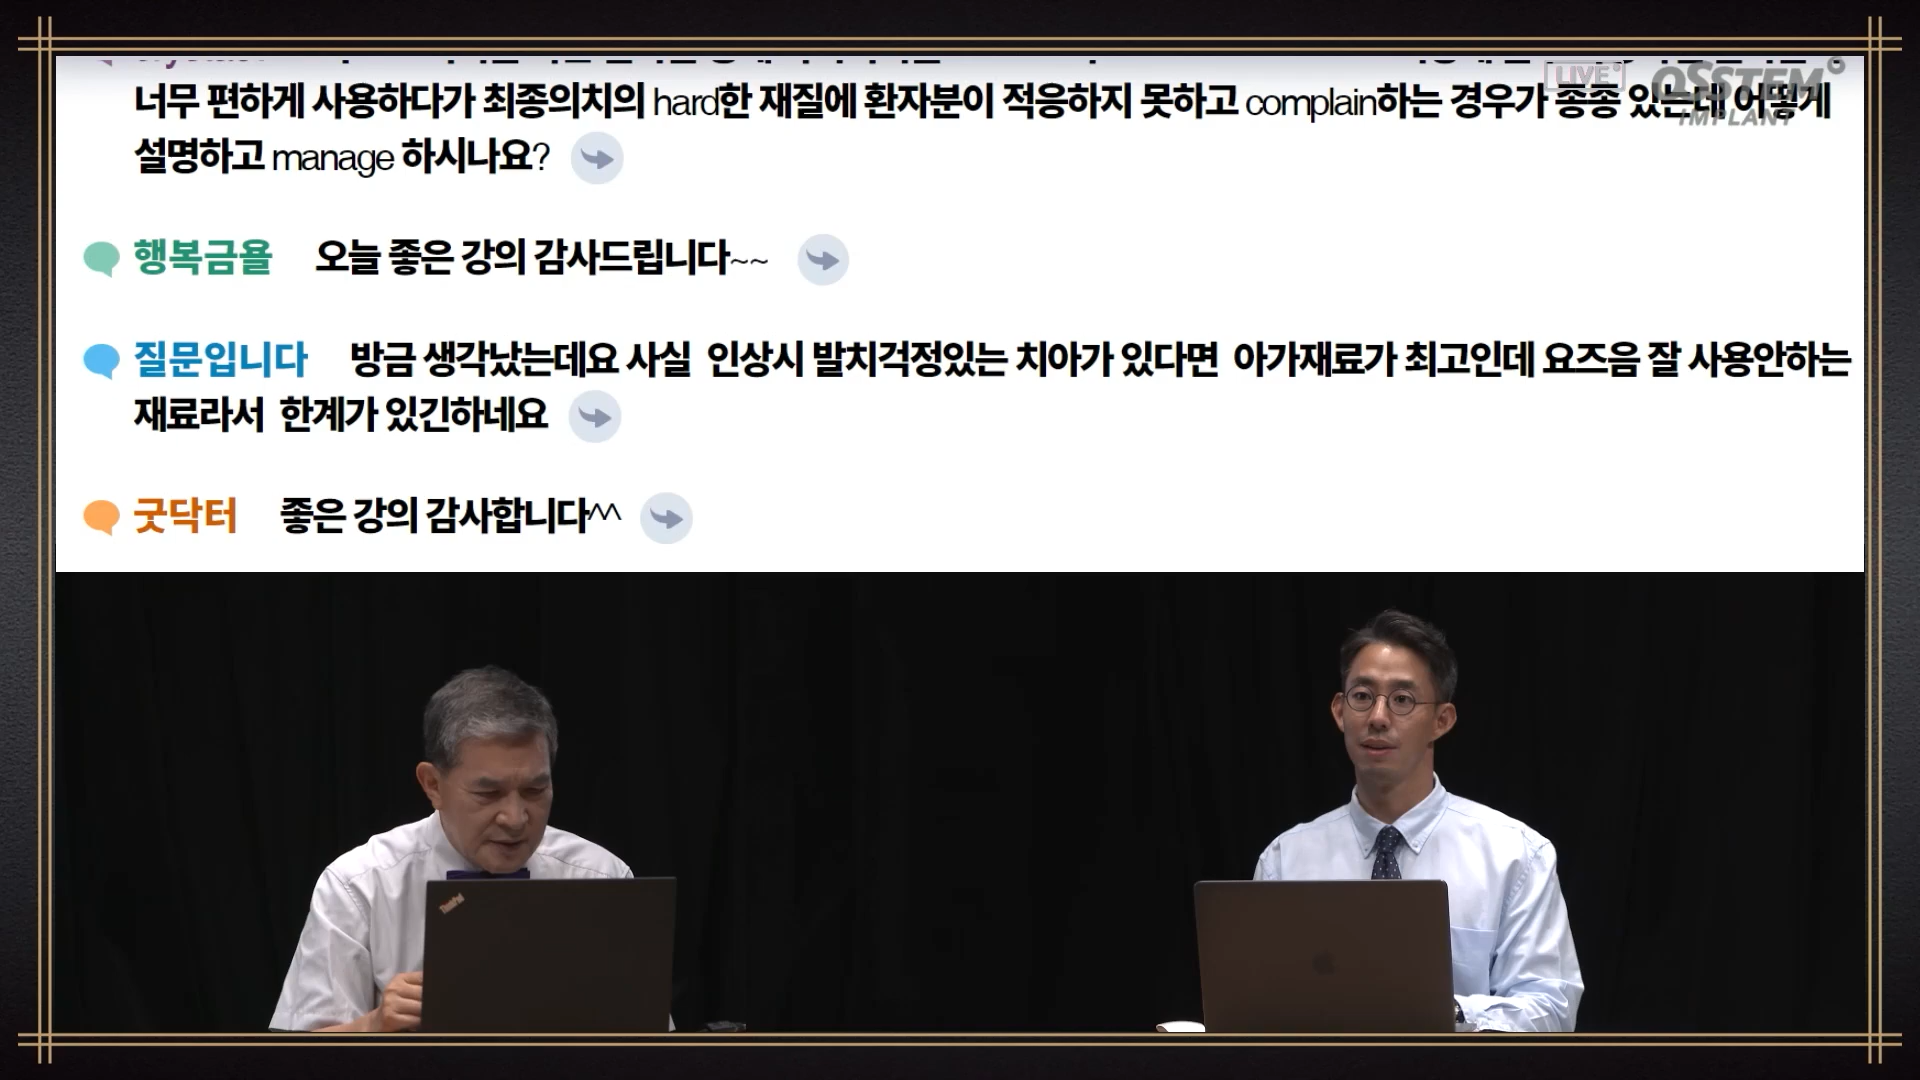 너무 편하게 사용하다가 최종의치의 hard한 재질에 환자분이 적응하지 못하고 complain하는 경우가 종종 있는데 어떻게
설명하고 manage 하시나요?
행복금율 오늘 좋은 강의 감사드립니다~~
질문입니다 방금 생각났는데요 사실 인상시 발치걱정있는 치아가 있다면 아가재료가 최고인데 요즈음 잘 사용안하는
재료라서 한계가 있긴하네요
굿닥터 좋은 강의 감사합니다^^
LIVE
OSSTEM
IMPLANT
ThinkPad